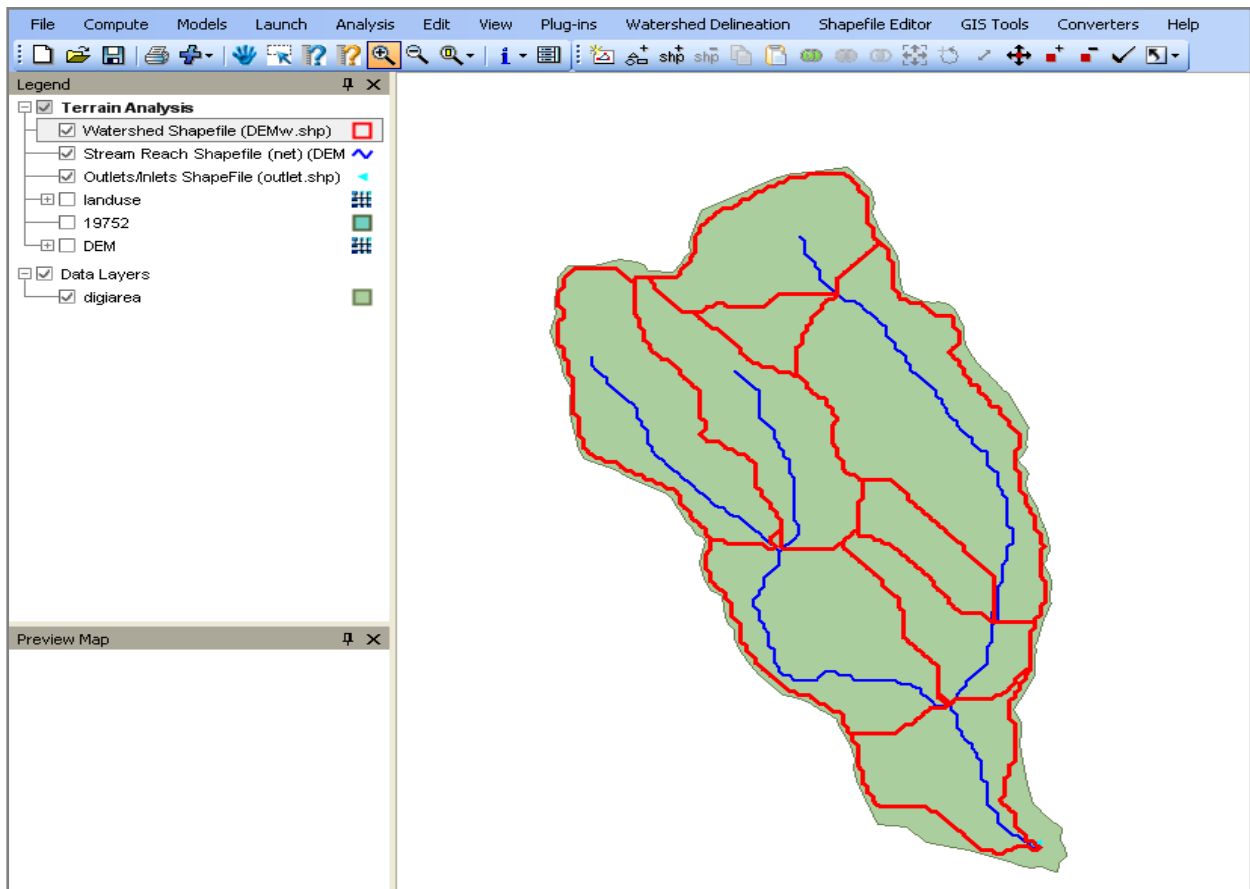 File Compute Models Launch Analysis Edit View Plug-ins Watershed Delineation Shapefile Editor GIS Tools Converters Help
shp shp
Legend
Terrain Analysis
Watershed Shapefile (DEMw.shp)
Stream Reach Shapefile (net) (DEM
Outlets/Inlets ShapeFile (outlet.shp)
landuse
19752
DEM
Data Layers
digiarea
Preview Map